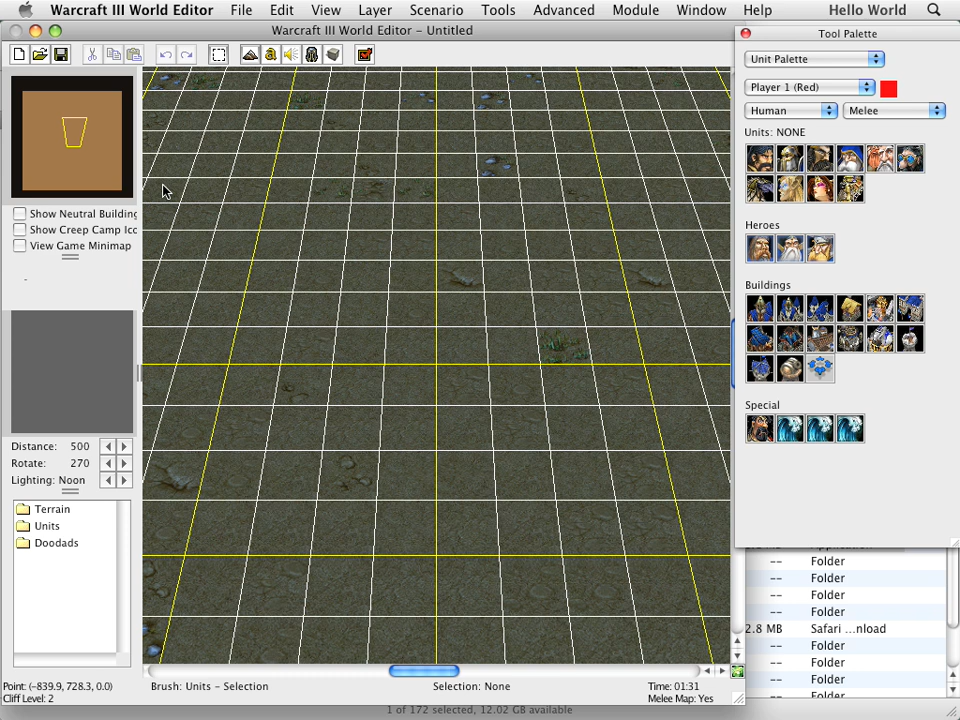 Warcraft III World Editor File Edit View Layer Scenario Tools Advanced Module Window Help Hello World
Warcraft III World Editor – Untitled
Tool Palette
Unit Palette
Player 1 (Red)
Human Melee
Units: NONE
Heroes
Buildings
Special
Show Neutral Building
Show Creep Camp Ico
View Game Minimap
Distance: 500
Rotate: 270
Lighting: Noon
Terrain
Units
Doodads
Point: (-839.9, 728.3, 0.0)
Cliff Level: 2
Brush: Units – Selection
Selection: None
Time: 01:31
Melee Map: Yes
-- Folder
-- Folder
-- Folder
-- Folder
2.8 MB Safari ...nload
-- Folder
-- Folder
-- Folder
-- Folder
1 of 172 selected, 12.02 GB available